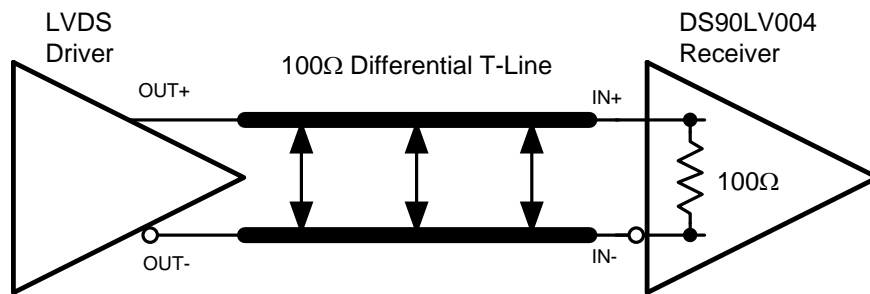 LVDS
Driver
DS90LV004
Receiver
100Ω Differential T-Line
OUT+
IN+
100Ω
OUT-
IN-